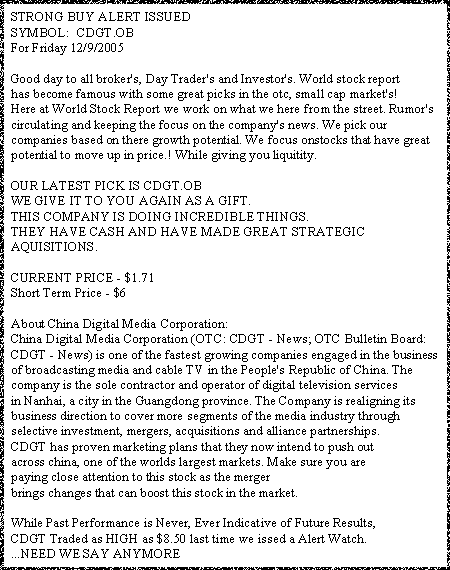 STRONG BUY ALERT ISSUED
SYMBOL:  CDGT.OB
For Friday 12/9/2005
Good day to all broker's, Day Trader's and Investor's. World stock report
has become famous with some great picks in the otc, small cap market's!
Here at World Stock Report we work on what we here from the street. Rumor's
circulating and keeping the focus on the company's news. We pick our
companies based on there growth potential. We focus onstocks that have great
potential to move up in price.! While giving you liquitity.
OUR LATEST PICK IS CDGT.OB
WE GIVE IT TO YOU AGAIN AS A GIFT.
THIS COMPANY IS DOING INCREDIBLE THINGS.
THEY HAVE CASH AND HAVE MADE GREAT STRATEGIC
AQUISITIONS.
CURRENT PRICE - $1.71
Short Term Price - $6
About China Digital Media Corporation:
China Digital Media Corporation (OTC: CDGT - News; OTC Bulletin Board:
CDGT - News) is one of the fastest growing companies engaged in the business
of broadcasting media and cable TV in the People's Republic of China. The
company is the sole contractor and operator of digital television services
in Nanhai, a city in the Guangdong province. The Company is realigning its
business direction to cover more segments of the media industry through
selective investment, mergers, acquisitions and alliance partnerships.
CDGT has proven marketing plans that they now intend to push out
across china, one of the worlds largest markets. Make sure you are
paying close attention to this stock as the merger
brings changes that can boost this stock in the market.
While Past Performance is Never, Ever Indicative of Future Results,
CDGT Traded as HIGH as $8.50 last time we issed a Alert Watch.
...NEED WE SAY ANYMORE